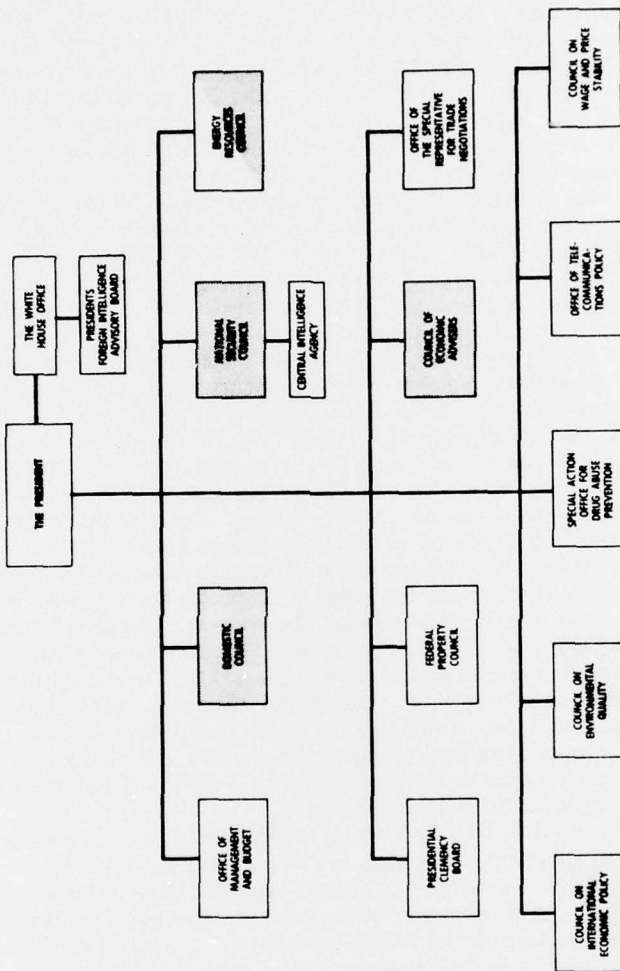 THE PRESIDENT
THE WHITE
HOUSE OFFICE
PRESIDENTS
FOREIGN INTELLIGENCE
ADVISORY BOARD
OFFICE OF
MANAGEMENT
AND BUDGET
DOMESTIC
COUNCIL
NATIONAL
SECURITY
COUNCIL
CENTRAL INTELLIGENCE
AGENCY
ENERGY
RESOURCES
COUNCIL
PRESIDENTIAL
CLEMENCY
BOARD
FEDERAL
PROPERTY
COUNCIL
COUNCIL OF
ECONOMIC
ADVISERS
OFFICE OF
THE SPECIAL
REPRESENTATIVE
FOR TRADE
NEGOTIATIONS
COUNCIL ON
INTERNATIONAL
ECONOMIC POLICY
COUNCIL ON
ENVIRONMENTAL
QUALITY
SPECIAL ACTION
OFFICE FOR
DRUG ABUSE
PREVENTION
OFFICE OF TELE-
COMMUNICA-
TIONS POLICY
COUNCIL ON
WAGE AND PRICE
STABILITY